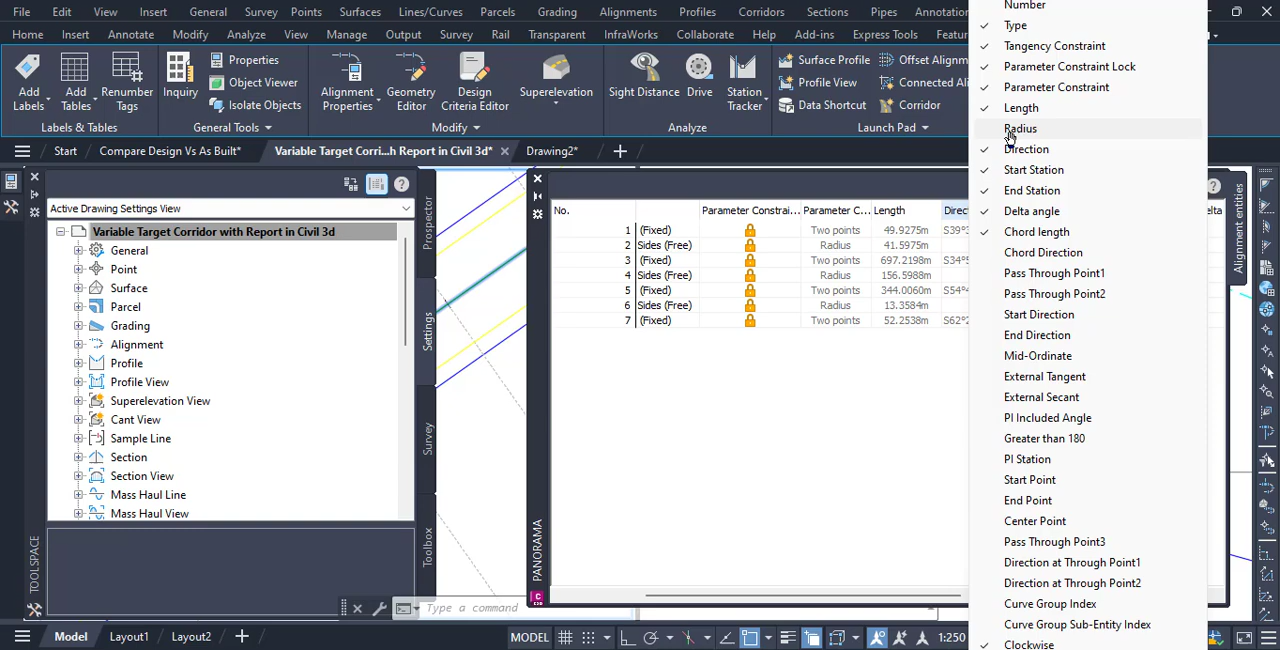 File Edit View Insert General Survey Points Surfaces Lines/Curves Parcels Grading Alignments Profiles Corridors Sections Pipes
Home Insert Annotate Modify Analyze View Manage Output Survey Rail Transparent InfraWorks Collaborate Help Add-ins Express Tools
Add Labels
Add Tables
Renumber Tags
Labels & Tables
Inquiry
Properties
Object Viewer
Isolate Objects
General Tools
Alignment Properties
Geometry Editor
Design Criteria Editor
Superelevation
Modify
Sight Distance
Drive
Station Tracker
Analyze
Surface Profile
Profile View
Data Shortcut
Offset Alignm
Connected Ali
Corridor
Launch Pad
Start
Compare Design Vs As Built*
Variable Target Corri...h Report in Civil 3d*
Drawing2*
Active Drawing Settings View
Variable Target Corridor with Report in Civil 3d
General
Point
Surface
Parcel
Grading
Alignment
Profile
Profile View
Superelevation View
Cant View
Sample Line
Section
Section View
Mass Haul Line
Mass Haul View
TOOLSPACE
Prospector
Settings
Survey
Toolbox
PANORAMA
Alignment entities
No. Parameter Constrai... Parameter C... Length Direc elta
1 (Fixed) Two points 49.9275m S39°
2 Sides (Free) Radius 41.5975m
3 (Fixed) Two points 697.2198m S34°
4 Sides (Free) Radius 156.5988m
5 (Fixed) Two points 344.0060m S54°
6 Sides (Free) Radius 13.3584m
7 (Fixed) Two points 52.2538m S62°
Number
Type
Tangency Constraint
Parameter Constraint Lock
Parameter Constraint
Length
Radius
Direction
Start Station
End Station
Delta angle
Chord length
Chord Direction
Pass Through Point1
Pass Through Point2
Start Direction
End Direction
Mid-Ordinate
External Tangent
External Secant
PI Included Angle
Greater than 180
PI Station
Start Point
End Point
Center Point
Pass Through Point3
Direction at Through Point1
Direction at Through Point2
Curve Group Index
Curve Group Sub-Entity Index
Clockwise
Type a command
Model Layout1 Layout2
MODEL
1:250